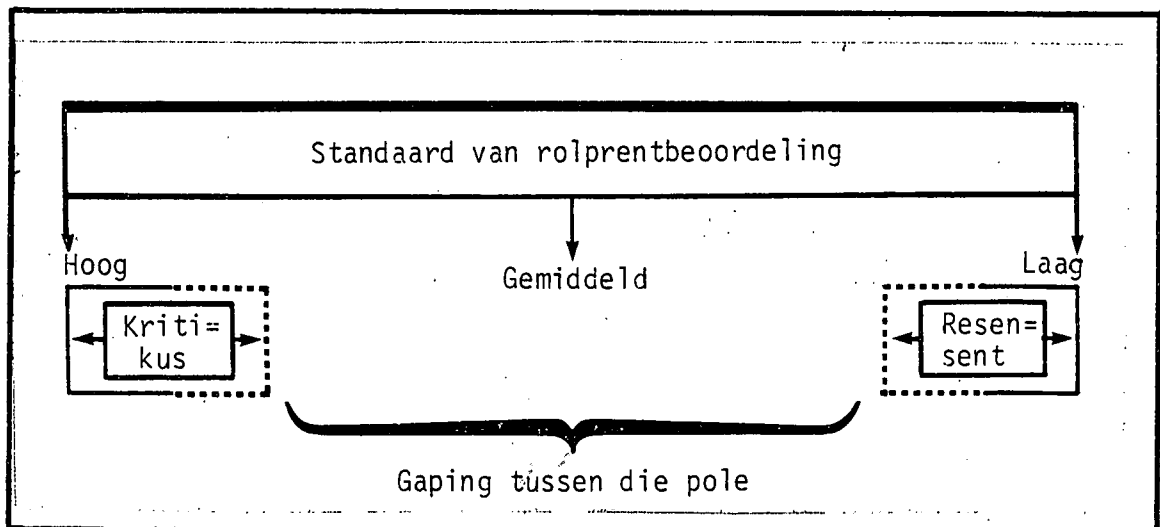 Standaard van rolprentbeoordeling
Hoog
Gemiddeld
Laag
Kriti=
kus
Resen=
sent
Gaping tussen die pole